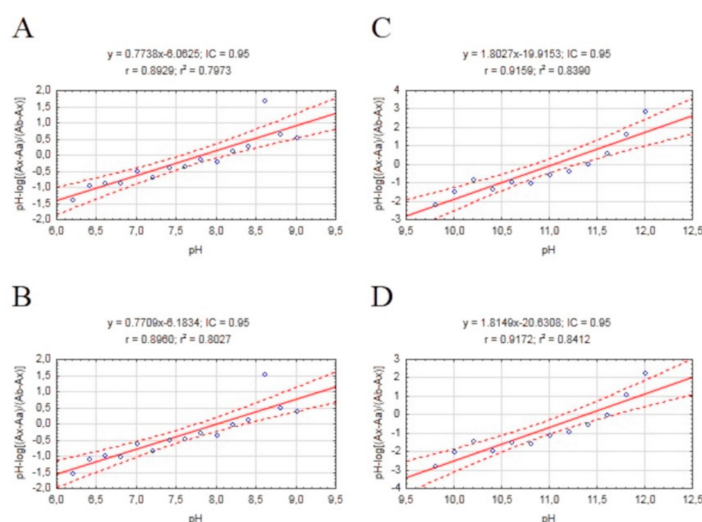 A
y = 0.7738x-6.0625; IC = 0.95
r = 0.8929; r² = 0.7973
pH-log[(Ax-Aa)/(Ab-Ax)]
2,0
1,5
1,0
0,5
0,0
-0,5
-1,0
-1,5
-2,0
6,0 6,5 7,0 7,5 8,0 8,5 9,0 9,5
pH
C
y = 1.8027x-19.9153; IC = 0.95
r = 0.9159; r² = 0.8390
pH-log[(Ax-Aa)/(Ab-Ax)]
4
3
2
1
0
-1
-2
-3
9,5 10,0 10,5 11,0 11,5 12,0 12,5
pH
B
y = 0.7709x-6.1834; IC = 0.95
r = 0.8960; r² = 0.8027
pH-log[(Ax-Aa)/(Ab-Ax)]
2,0
1,5
1,0
0,5
0,0
-0,5
-1,0
-1,5
-2,0
6,0 6,5 7,0 7,5 8,0 8,5 9,0 9,5
pH
D
y = 1.8149x-20.6308; IC = 0.95
r = 0.9172; r² = 0.8412
pH-log[(Ax-Aa)/(Ab-Ax)]
3
2
1
0
-1
-2
-3
-4
9,5 10,0 10,5 11,0 11,5 12,0 12,5
pH